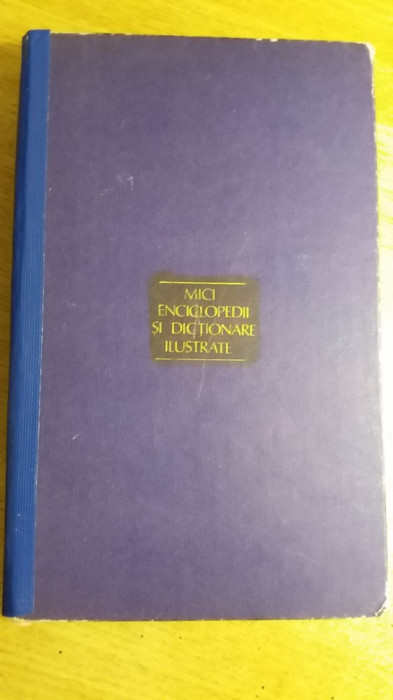 MICI
ENCICLOPEDII
ȘI DICȚIONARE
ILUSTRATE